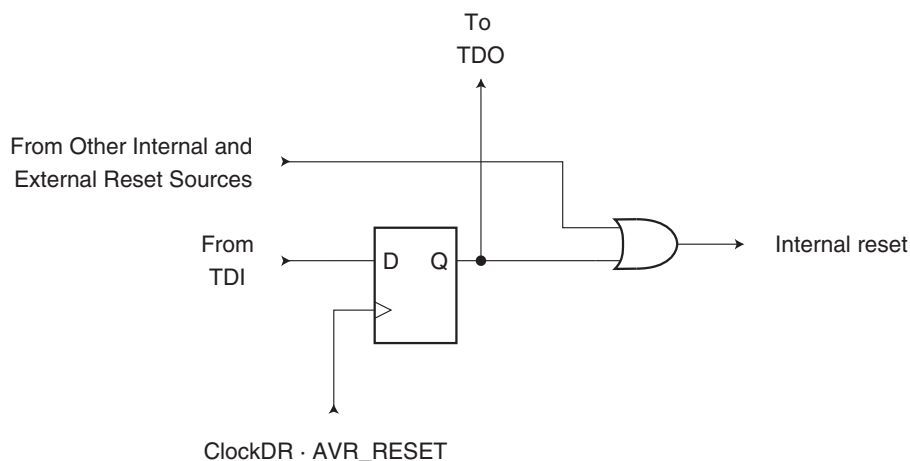 To
TDO
From Other Internal and
External Reset Sources
From
TDI
D
Q
Internal reset
ClockDR · AVR_RESET